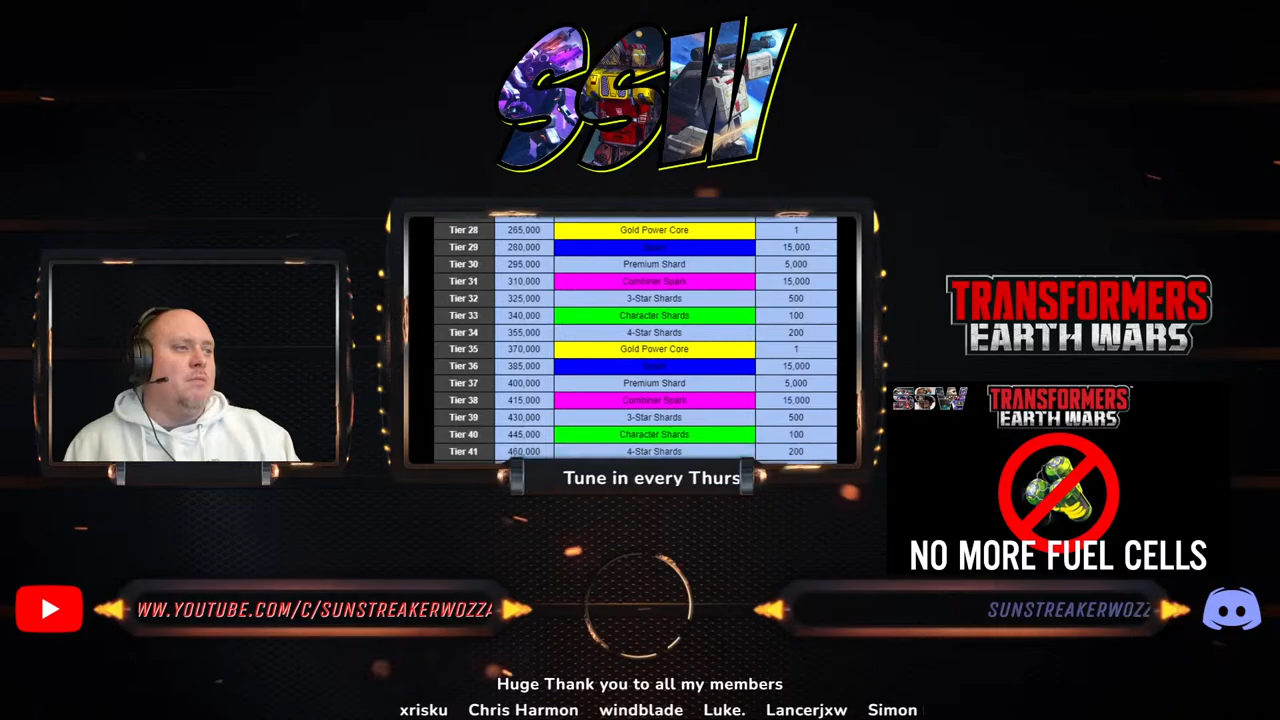 SSW
Tier 28 265,000 Gold Power Core 1
Tier 29 280,000 15,000
Tier 30 295,000 Premium Shard 5,000
Tier 31 310,000 Combiner Spark 15,000
Tier 32 325,000 3-Star Shards 500
Tier 33 340,000 Character Shards 100
Tier 34 355,000 4-Star Shards 200
Tier 35 370,000 Gold Power Core 1
Tier 36 385,000 15,000
Tier 37 400,000 Premium Shard 5,000
Tier 38 415,000 Combiner Spark 15,000
Tier 39 430,000 3-Star Shards 500
Tier 40 445,000 Character Shards 100
Tier 41 460,000 4-Star Shards 200
Tune in every Thurs
TRANSFORMERS
EARTH WARS
SSW
TRANSFORMERS
EARTH WARS
NO MORE FUEL CELLS
WW.YOUTUBE.COM/C/SUNSTREAKERWOZZA
SUNSTREAKERWOZZ
Huge Thank you to all my members
xrisku Chris Harmon windblade Luke. Lancerjxw Simon